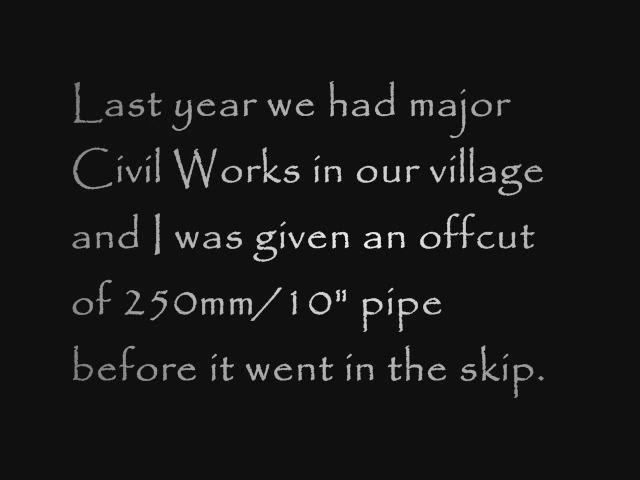 Last year we had major
Civil Works in our village
and I was given an offcut
of 250mm/10" pipe
before it went in the skip.